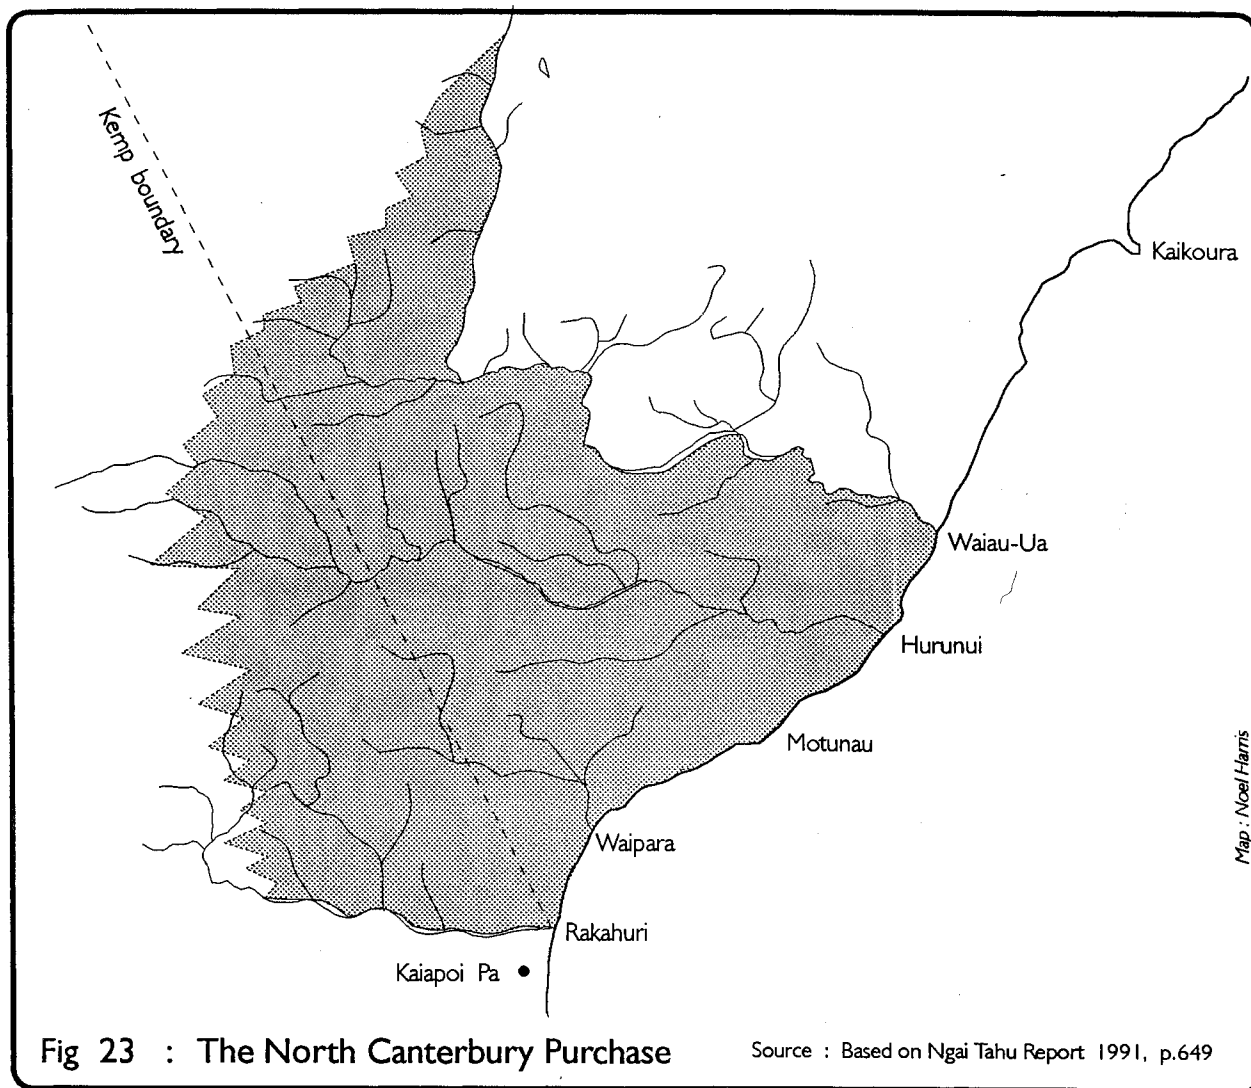 Kemp boundary
Kaikoura
Waiau-Ua
Hurunui
Motunau
Waipara
Rakahuri
Kaiapoi Pa
Map : Noel Harris
Fig 23 : The North Canterbury Purchase
Source : Based on Ngai Tahu Report 1991, p.649